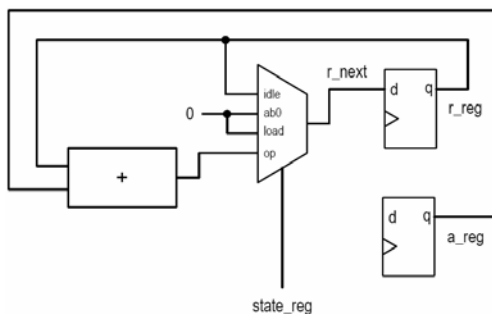 r_next
idle
d
q
0
ab0
r_reg
load
op
+
d
q
a_reg
state_reg